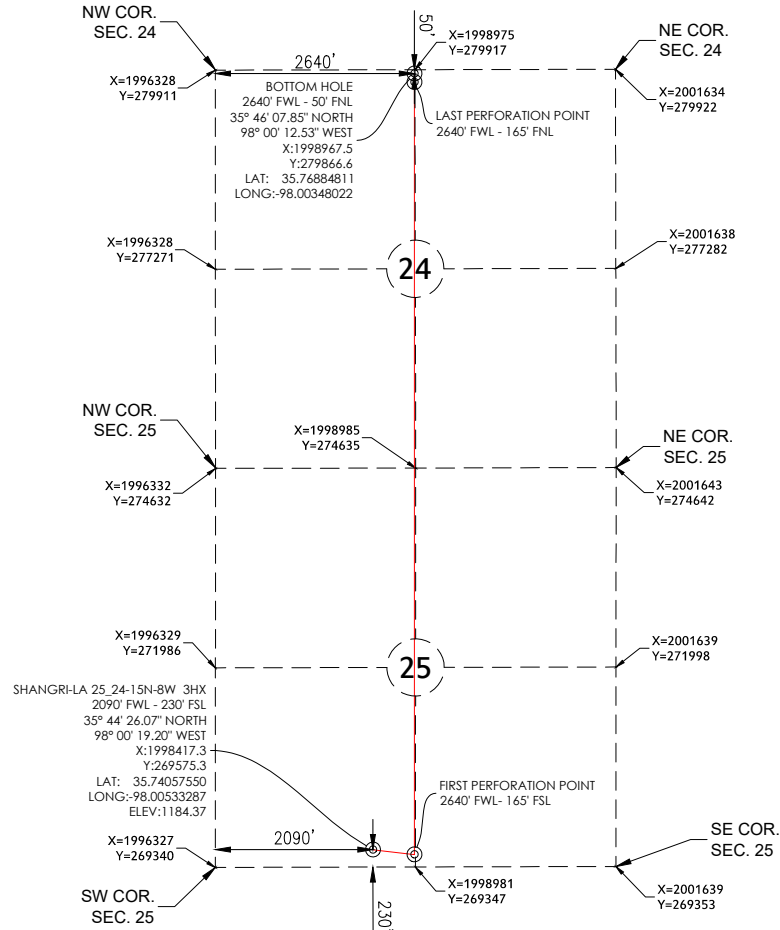 NW COR.
SEC. 24
50'
X=1998975
Y=279917
NE COR.
SEC. 24
2640'
X=1996328
Y=279911
BOTTOM HOLE
2640' FWL - 50' FNL
35° 46' 07.85" NORTH
98° 00' 12.53" WEST
X:1998967.5
Y:279866.6
LAT: 35.76884811
LONG:-98.00348022
LAST PERFORATION POINT
2640' FWL - 165' FNL
X=2001634
Y=279922
X=1996328
Y=277271
X=2001638
Y=277282
24
NW COR.
SEC. 25
X=1998985
Y=274635
NE COR.
SEC. 25
X=1996332
Y=274632
X=2001643
Y=274642
X=1996329
Y=271986
X=2001639
Y=271998
25
SHANGRI-LA 25_24-15N-8W 3HX
2090' FWL - 230' FSL
35° 44' 26.07" NORTH
98° 00' 19.20" WEST
X:1998417.3
Y:269575.3
LAT: 35.74057550
LONG:-98.00533287
ELEV:1184.37
FIRST PERFORATION POINT
2640' FWL- 165' FSL
X=1996327
Y=269340
2090'
SE COR.
SEC. 25
SW COR.
SEC. 25
230'
X=1998981
Y=269347
X=2001639
Y=269353